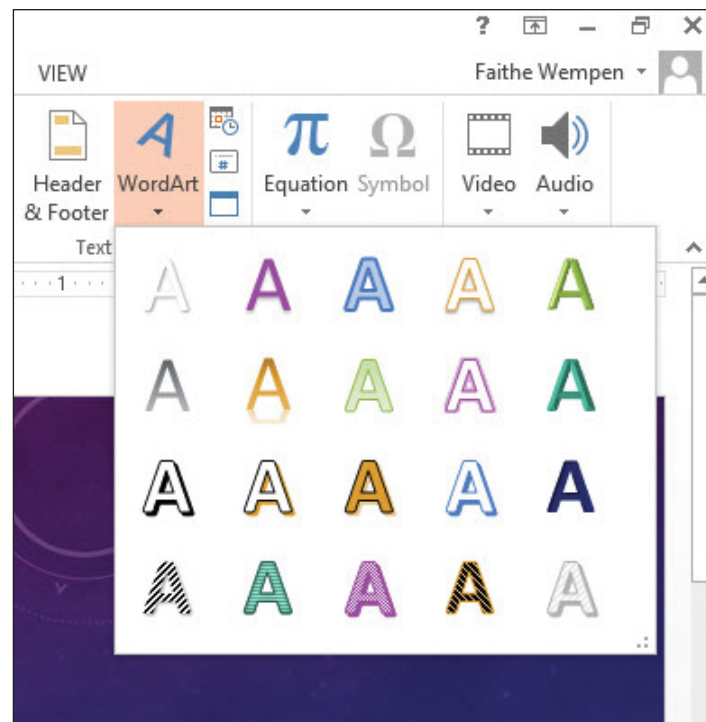 ?
VIEW
Faithe Wempen
Header & Footer
WordArt
#
π
Equation
Ω
Symbol
Video
Audio
Text
1
A A A A A
A A A A A
A A A A A
A A A A A